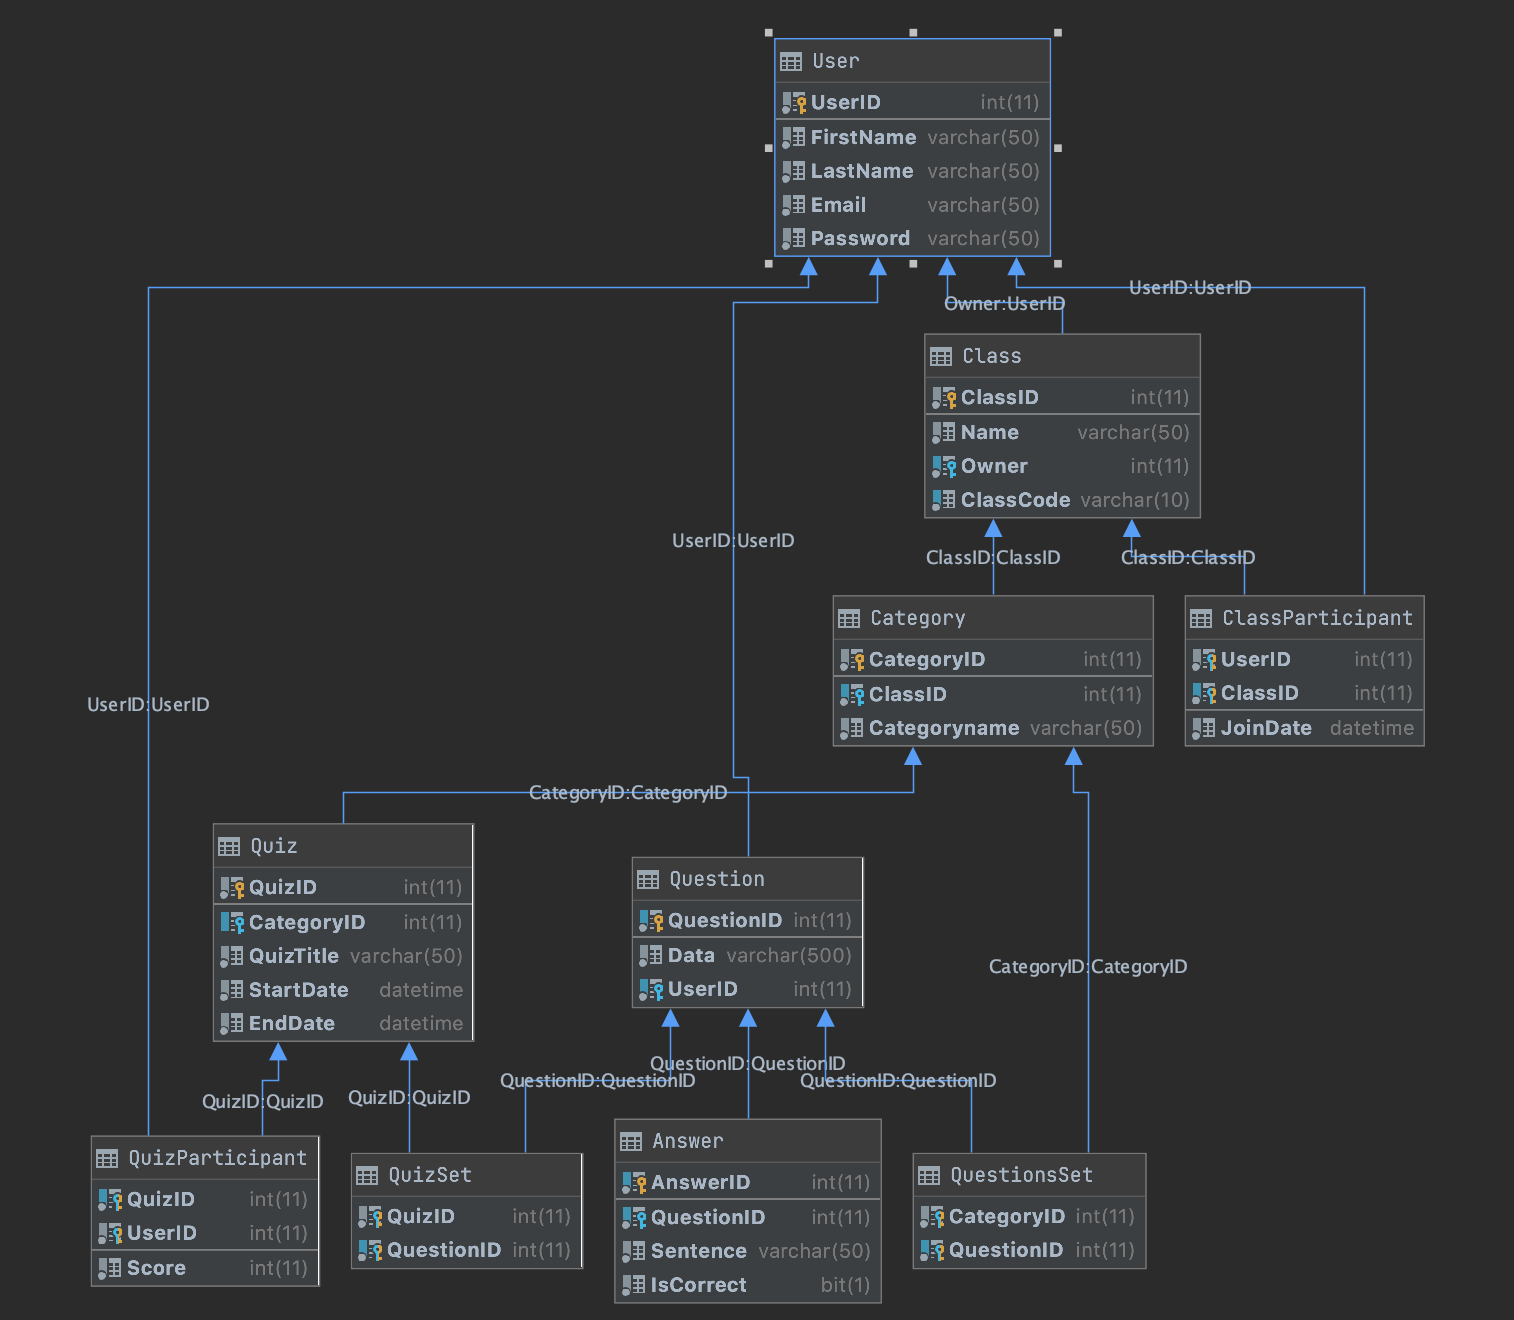 User
UserID int(11)
FirstName varchar(50)
LastName varchar(50)
Email varchar(50)
Password varchar(50)
UserID:UserID
Owner:UserID
Class
ClassID int(11)
Name varchar(50)
Owner int(11)
ClassCode varchar(10)
UserID:UserID
ClassID:ClassID
ClassID:ClassID
Category
CategoryID int(11)
ClassID int(11)
Categoryname varchar(50)
ClassParticipant
UserID int(11)
ClassID int(11)
JoinDate datetime
UserID:UserID
CategoryID:CategoryID
Quiz
QuizID int(11)
CategoryID int(11)
QuizTitle varchar(50)
StartDate datetime
EndDate datetime
Question
QuestionID int(11)
Data varchar(500)
UserID int(11)
CategoryID:CategoryID
QuestionID:QuestionID
QuestionID:QuestionID
QuestionID:QuestionID
QuizID:QuizID
QuizID:QuizID
QuizParticipant
QuizID int(11)
UserID int(11)
Score int(11)
QuizSet
QuizID int(11)
QuestionID int(11)
Answer
AnswerID int(11)
QuestionID int(11)
Sentence varchar(50)
IsCorrect bit(1)
QuestionsSet
CategoryID int(11)
QuestionID int(11)